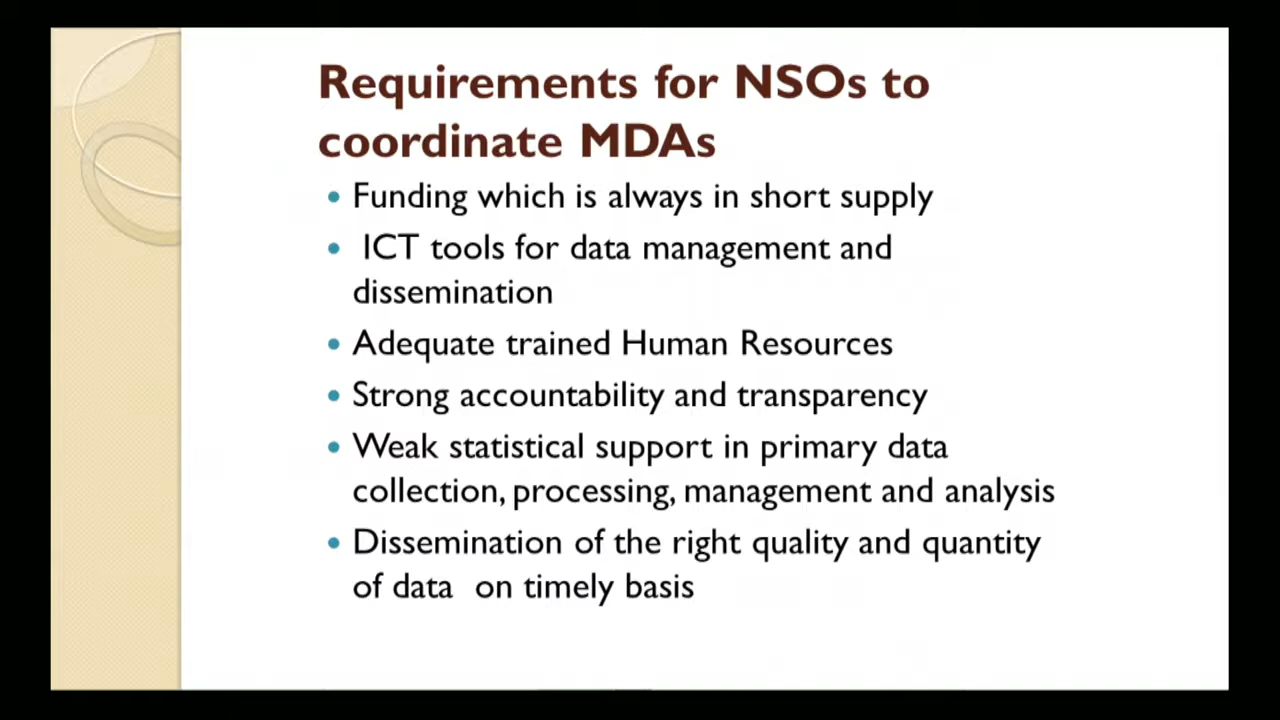 Requirements for NSOs to
coordinate MDAs
• Funding which is always in short supply
• ICT tools for data management and
dissemination
• Adequate trained Human Resources
• Strong accountability and transparency
• Weak statistical support in primary data
collection, processing, management and analysis
• Dissemination of the right quality and quantity
of data on timely basis